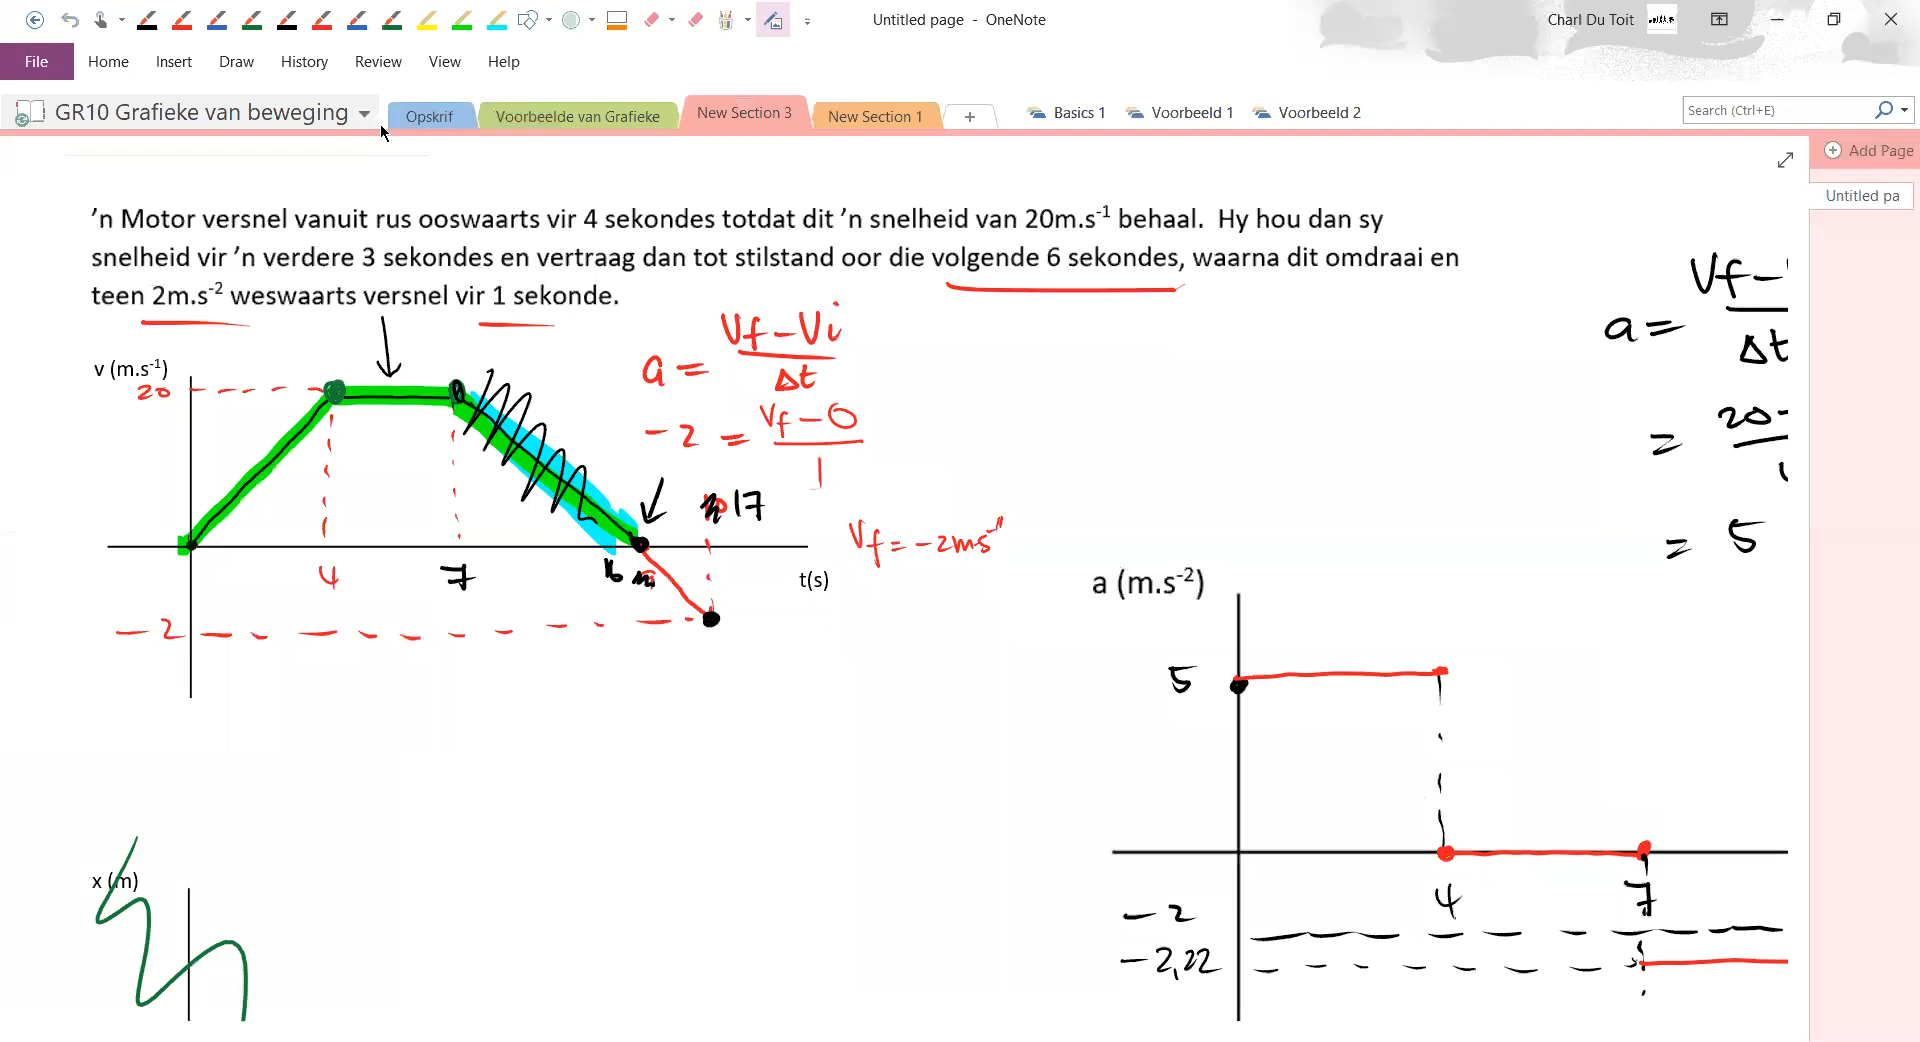 Untitled page - OneNote
Charl Du Toit
File Home Insert Draw History Review View Help
GR10 Grafieke van beweging
Opskrif
Voorbeelde van Grafieke
New Section 3
New Section 1
+
Basics 1
Voorbeeld 1
Voorbeeld 2
Search (Ctrl+E)
Add Page
Untitled pa
’n Motor versnel vanuit rus ooswaarts vir 4 sekondes totdat dit ’n snelheid van 20m.s⁻¹ behaal. Hy hou dan sy
snelheid vir ’n verdere 3 sekondes en vertraag dan tot stilstand oor die volgende 6 sekondes, waarna dit omdraai en
teen 2m.s⁻² weswaarts versnel vir 1 sekonde.
v (m.s⁻¹)
20
4
7
16
17
t(s)
-2
a = Vf - Vi / Δt
-2 = Vf - 0 / 1
Vf = -2m.s⁻¹
a = Vf - / Δt
= 20 -
= 5
a (m.s⁻²)
5
4
7
-2
-2,22
x (m)